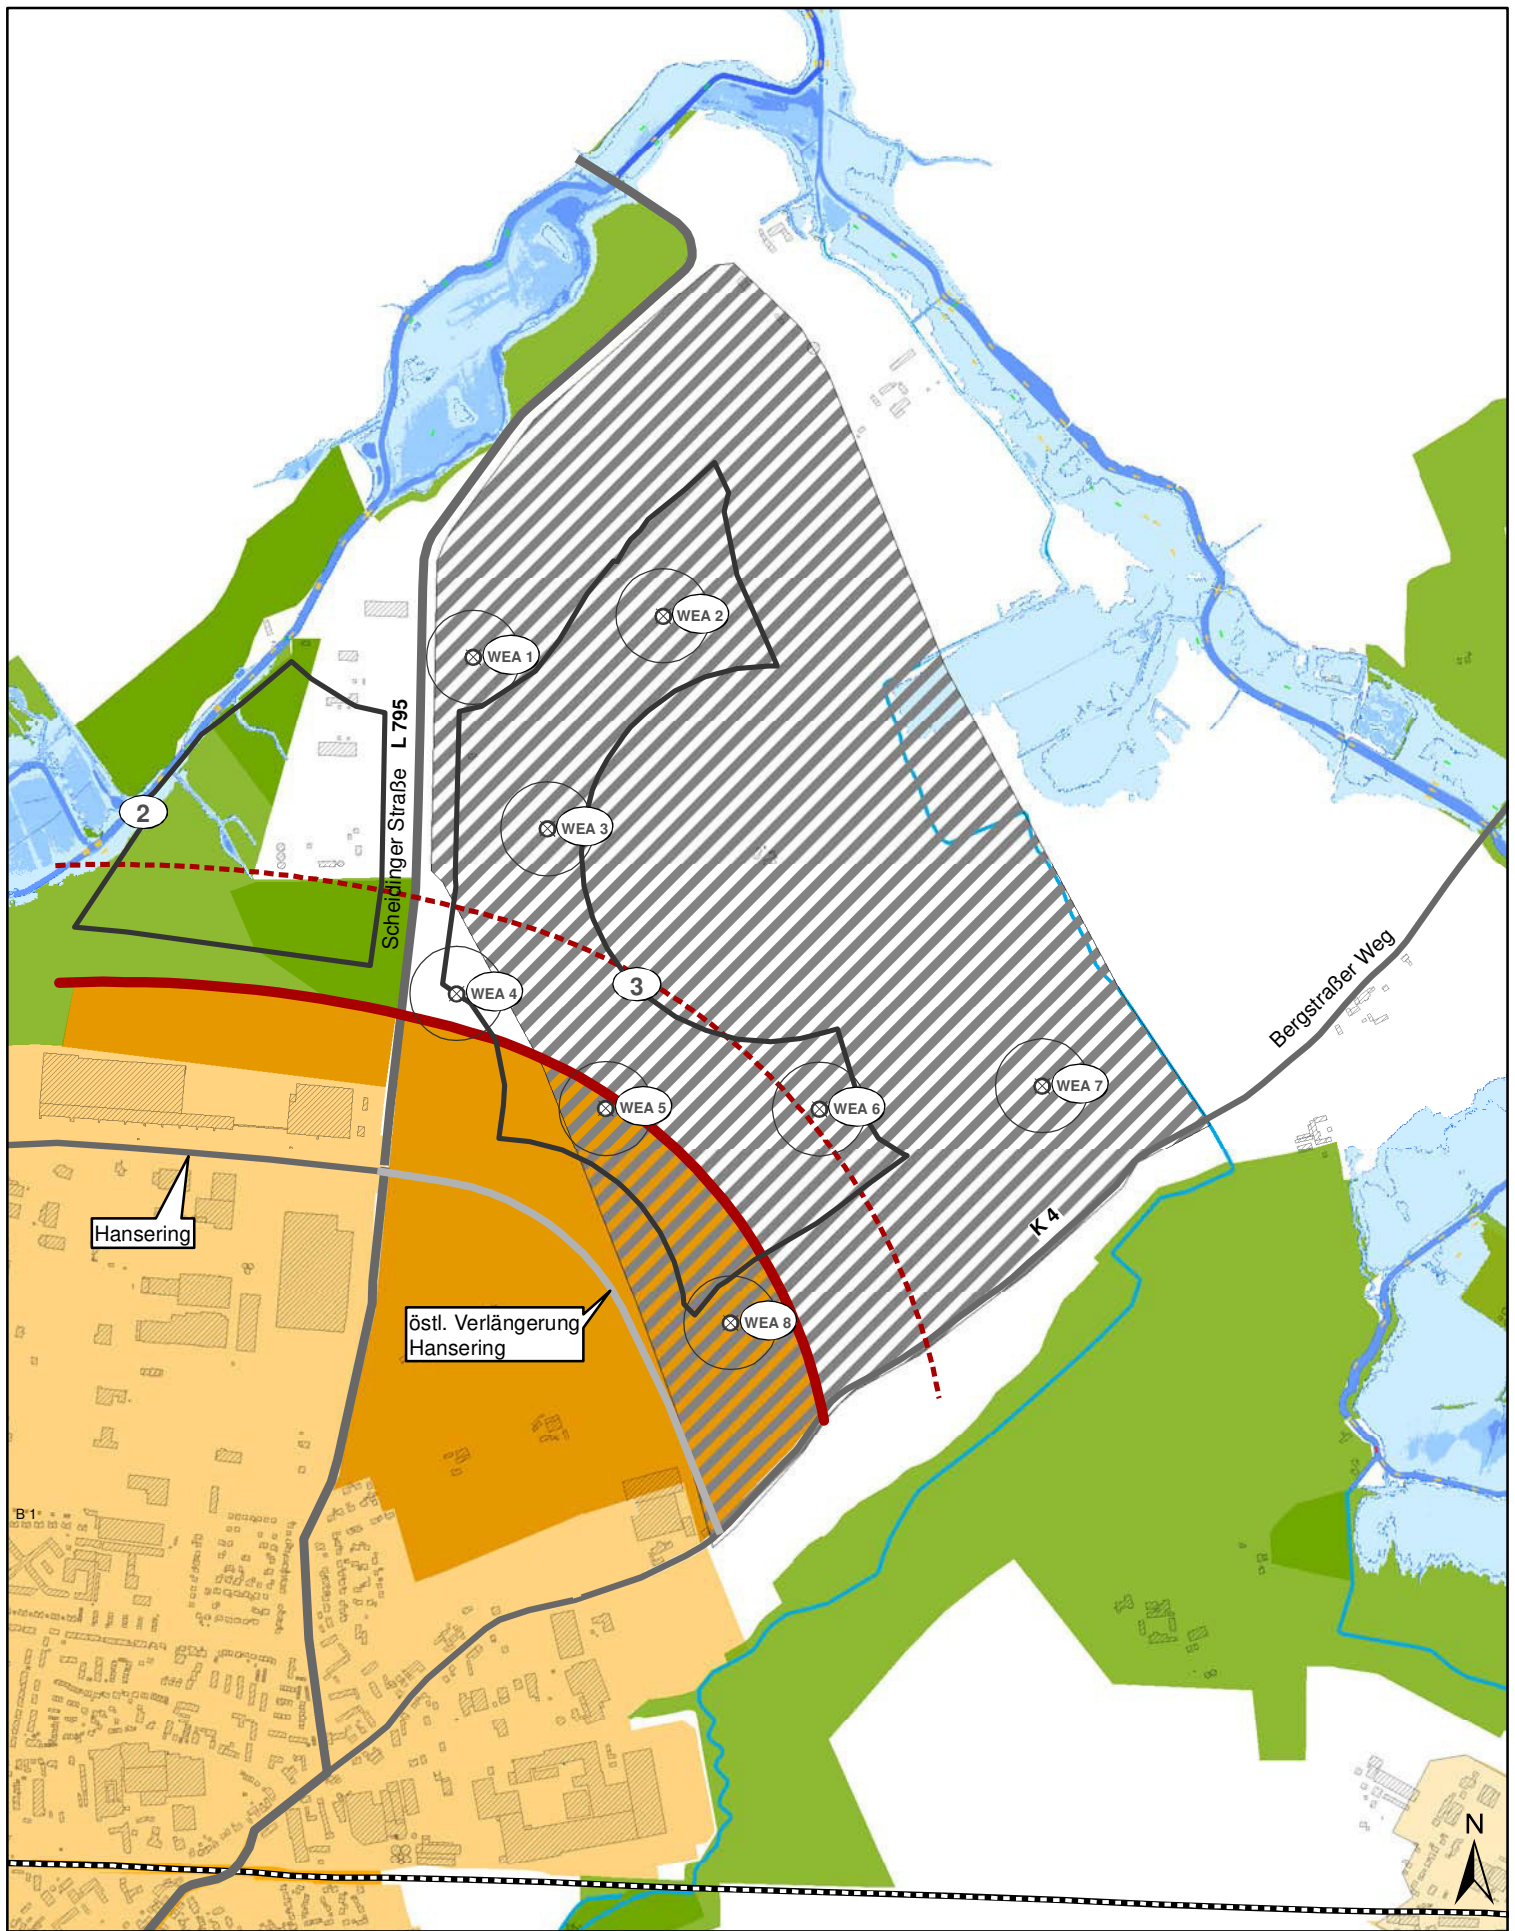 WEA 2
WEA 1
Scheidinger Straße L 795
2
WEA 3
Bergstraßer Weg
3
WEA 4
WEA 7
WEA 5
WEA 6
K 4
Hansering
östl. Verlängerung
Hansering
WEA 8
B 1
N